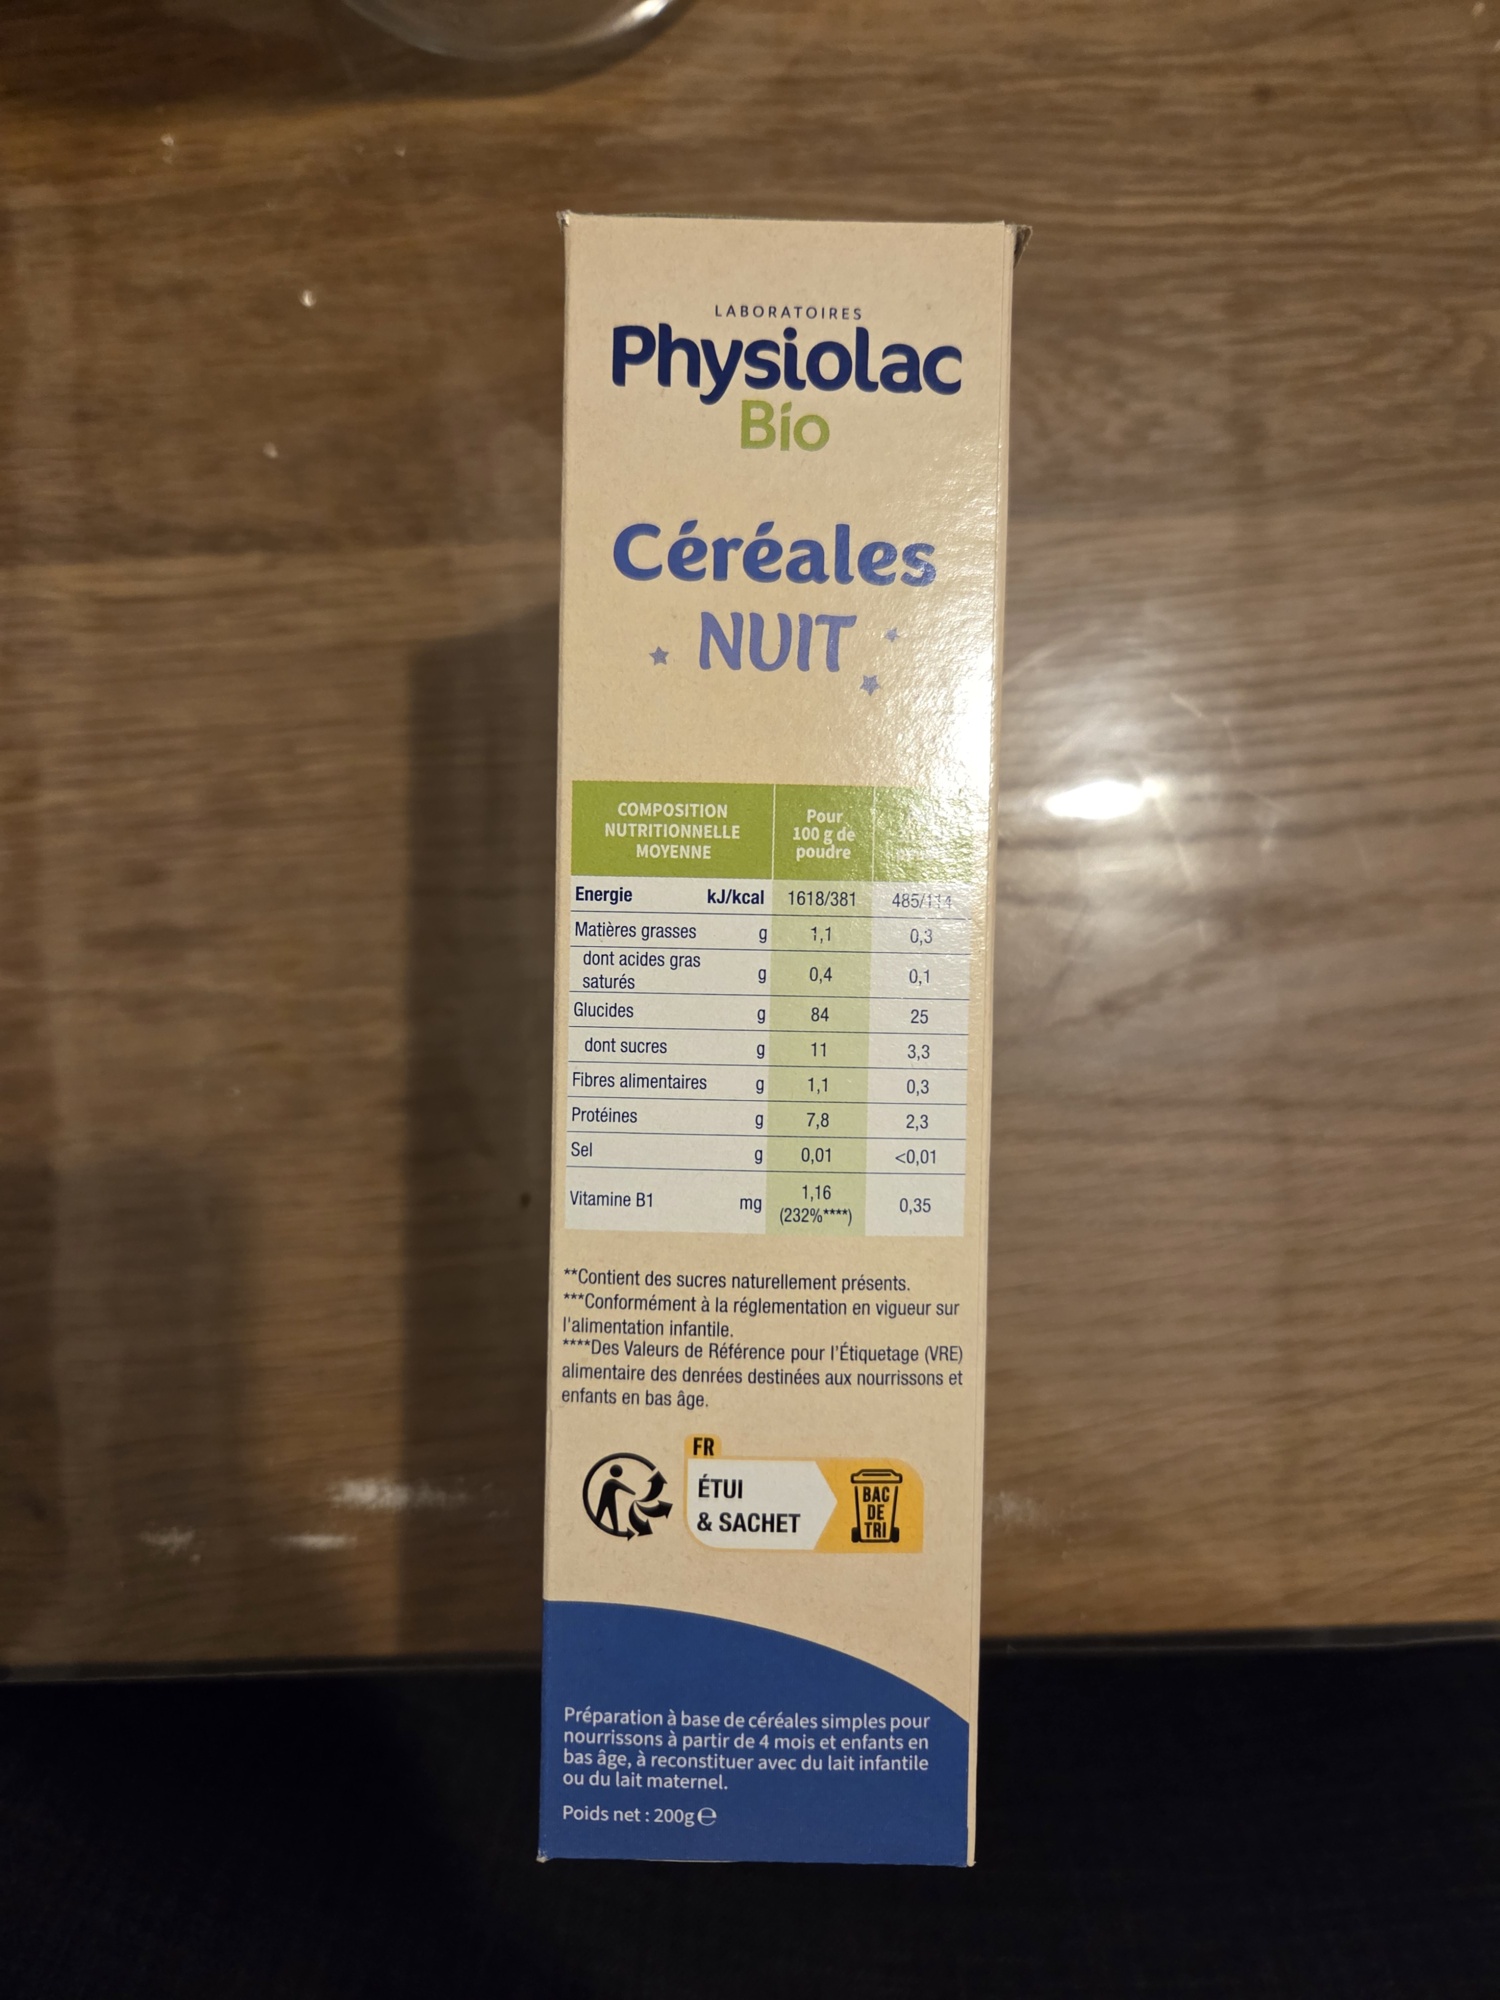 LABORATOIRES
Physiolac
Bio
Céréales
NUIT
COMPOSITION
NUTRITIONNELLE
MOYENNE
Pour
100 g de
poudre
Energie kJ/kcal 1618/381 485/114
Matières grasses g 1,1 0,3
dont acides gras
saturés g 0,4 0,1
Glucides g 84 25
dont sucres g 11 3,3
Fibres alimentaires g 1,1 0,3
Protéines g 7,8 2,3
Sel g 0,01 <0,01
Vitamine B1 mg 1,16
(232%****) 0,35
**Contient des sucres naturellement présents.
***Conformément à la réglementation en vigueur sur
l'alimentation infantile.
****Des Valeurs de Référence pour l'Étiquetage (VRE)
alimentaire des denrées destinées aux nourrissons et
enfants en bas âge.
FR
ÉTUI
& SACHET
BAC
DE
TRI
Préparation à base de céréales simples pour
nourrissons à partir de 4 mois et enfants en
bas âge, à reconstituer avec du lait infantile
ou du lait maternel.
Poids net : 200g ℮